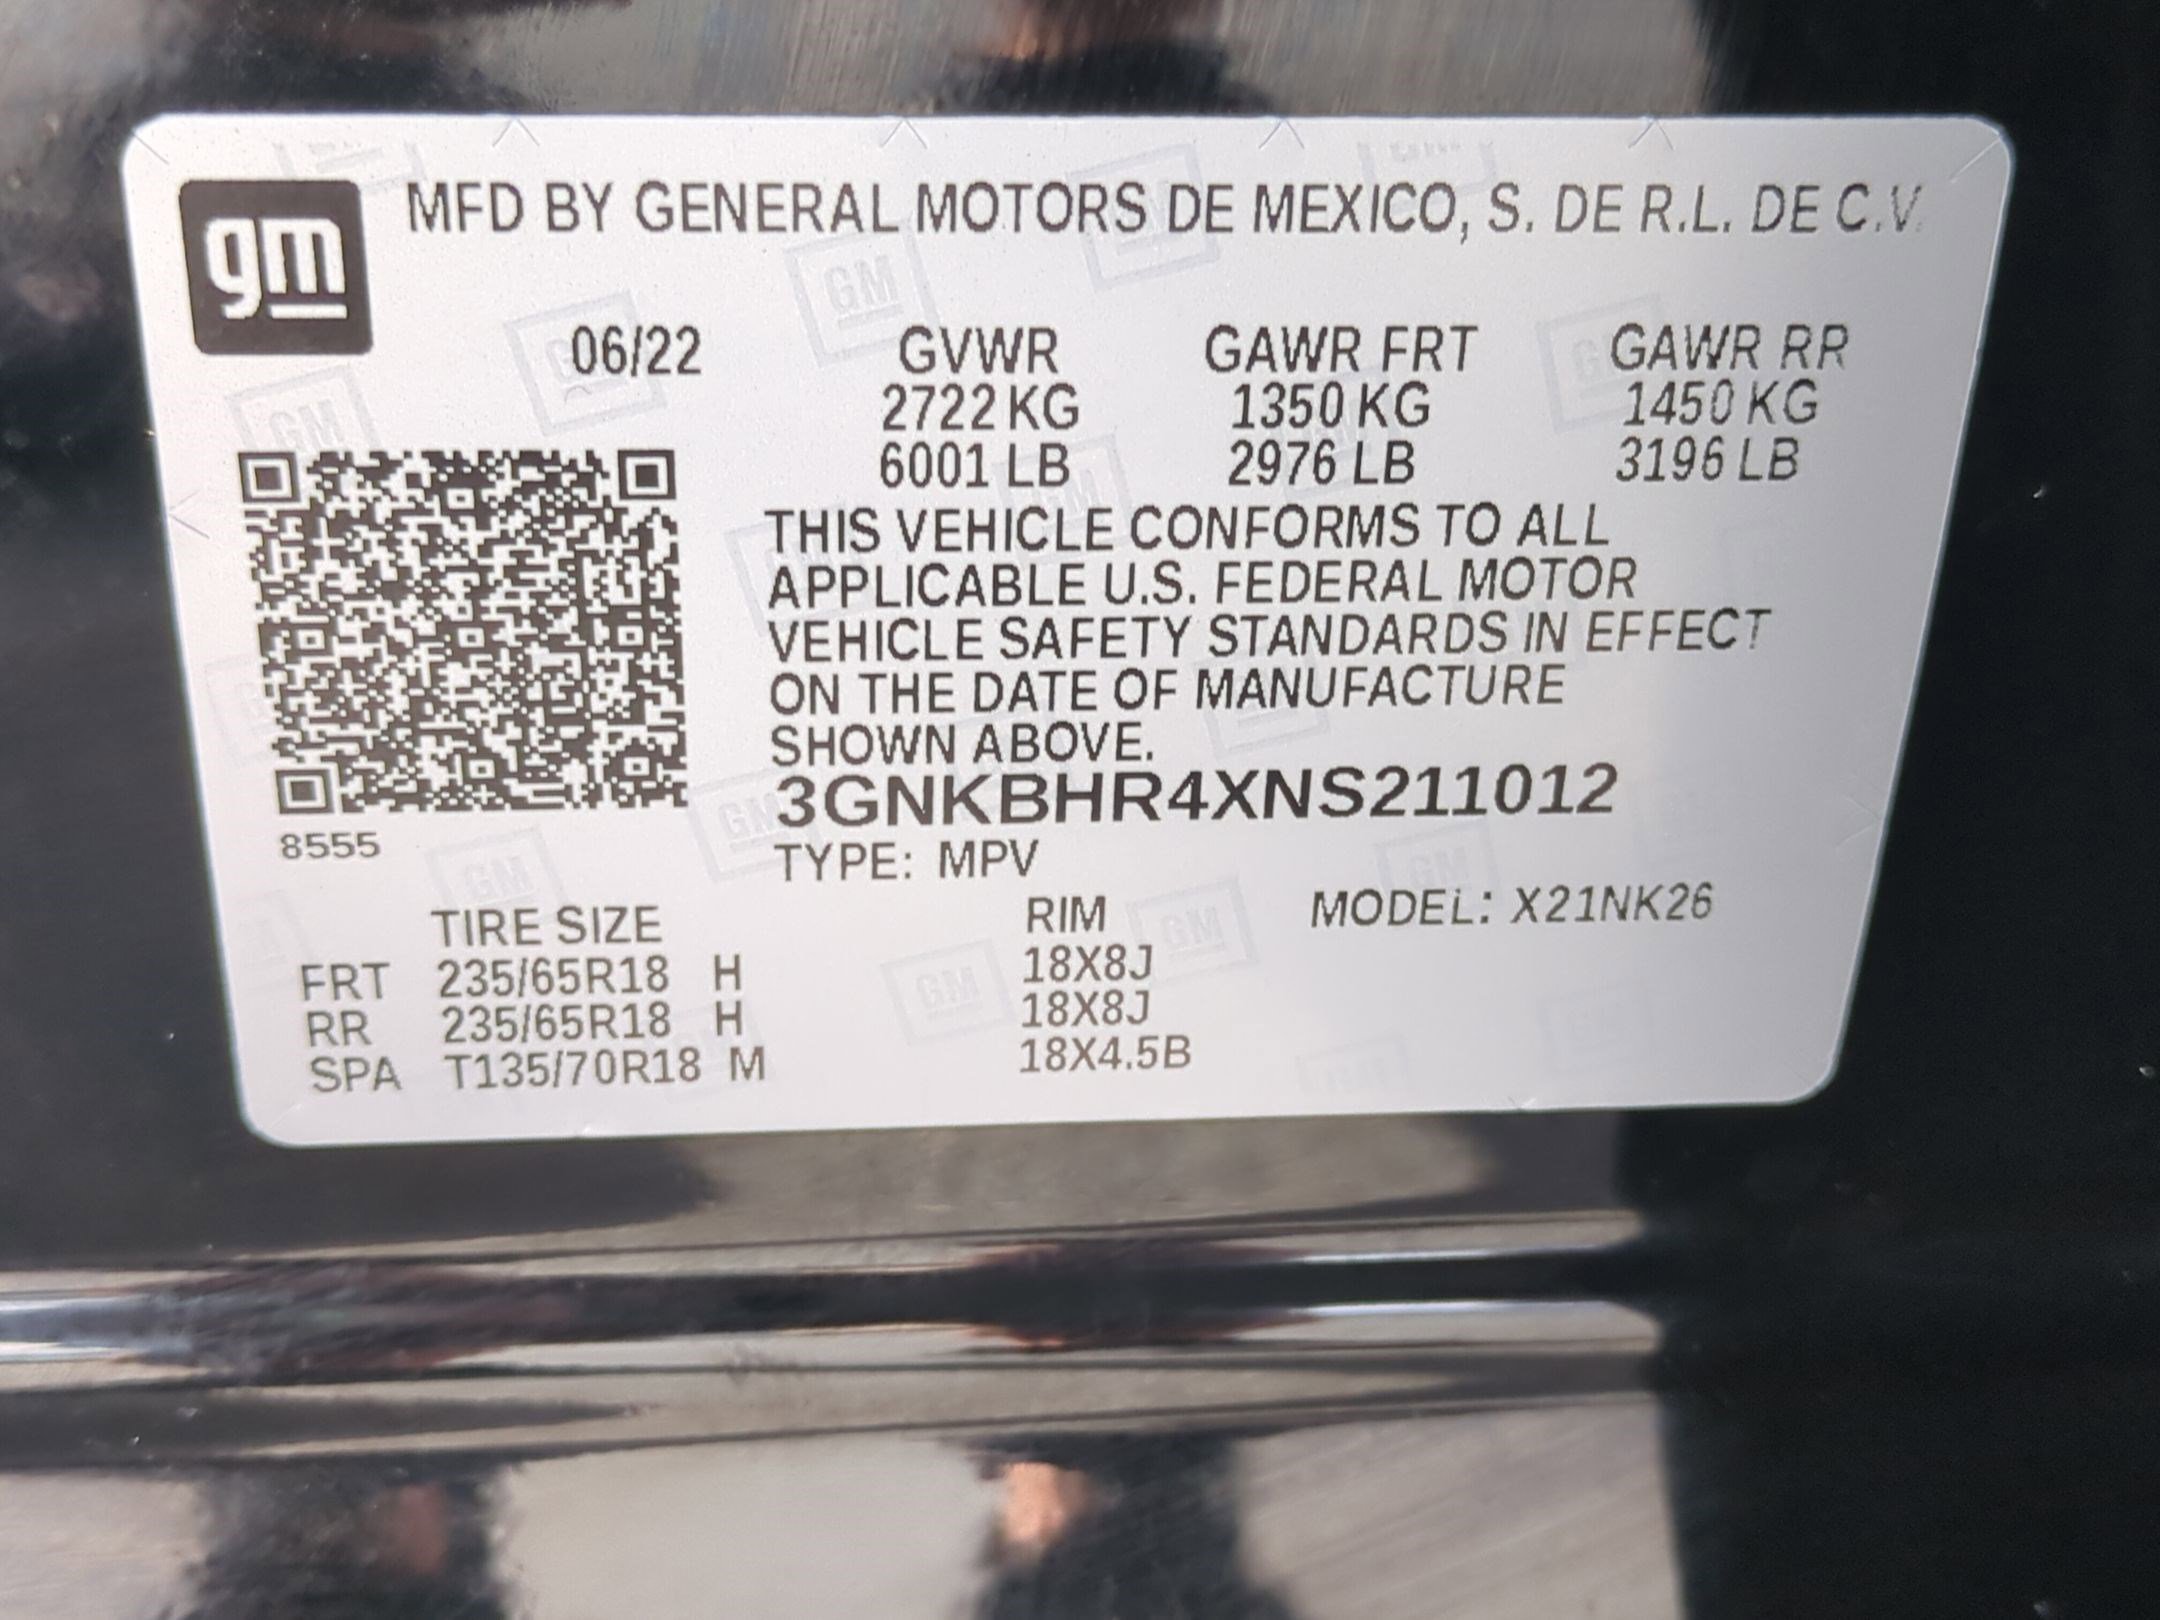 gm MFD BY GENERAL MOTORS DE MEXICO, S. DE R.L. DE C.V.
06/22 GVWR GAWR FRT GAWR RR
2722 KG 1350 KG 1450 KG
6001 LB 2976 LB 3196 LB
THIS VEHICLE CONFORMS TO ALL
APPLICABLE U.S. FEDERAL MOTOR
VEHICLE SAFETY STANDARDS IN EFFECT
ON THE DATE OF MANUFACTURE
SHOWN ABOVE.
3GNKBHR4XNS211012
8555
TYPE: MPV
TIRE SIZE RIM MODEL: X21NK26
FRT 235/65R18 H 18X8J
RR 235/65R18 H 18X8J
SPA T135/70R18 M 18X4.5B